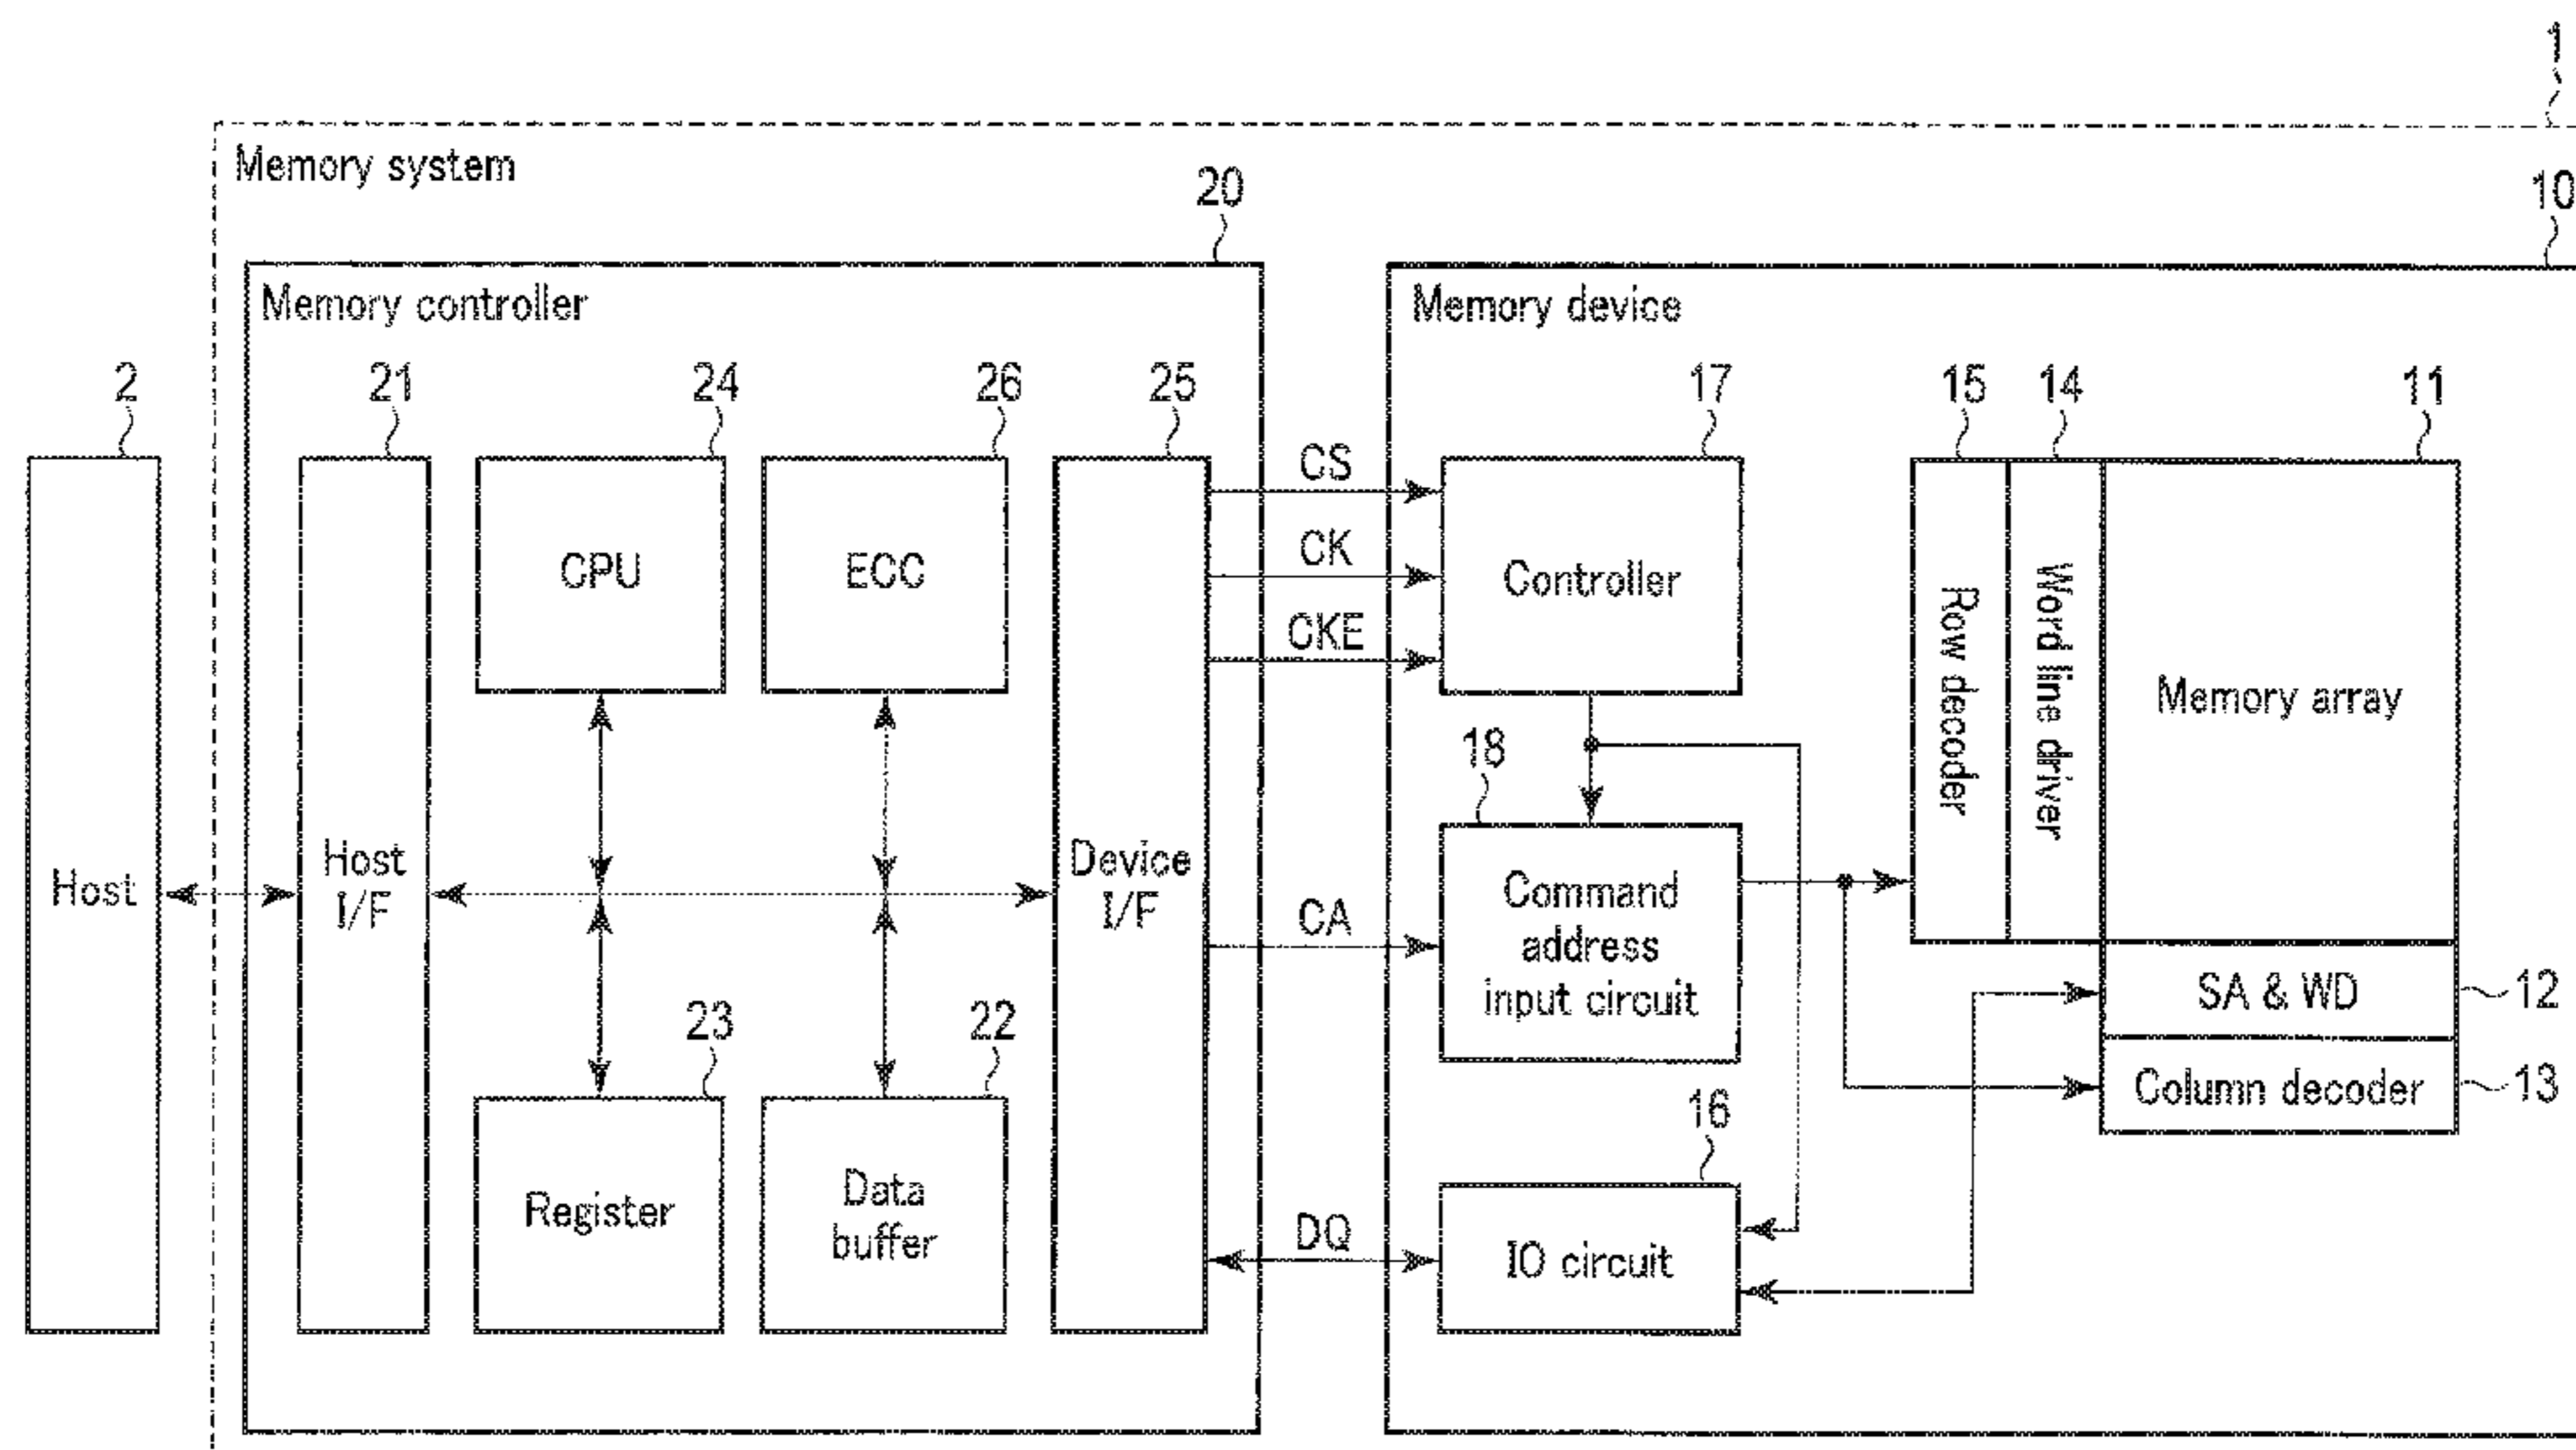 1
Memory system
20
10
Memory controller
Memory device
2
21
24
26
25
17
15
14
11
CS
CK
CKE
CPU
ECC
Controller
Row decoder
Word line driver
Memory array
18
Host
Host
I/F
Device
I/F
CA
Command
address
input circuit
SA & WD
12
23
22
Column decoder
13
16
Register
Data
buffer
DQ
IO circuit